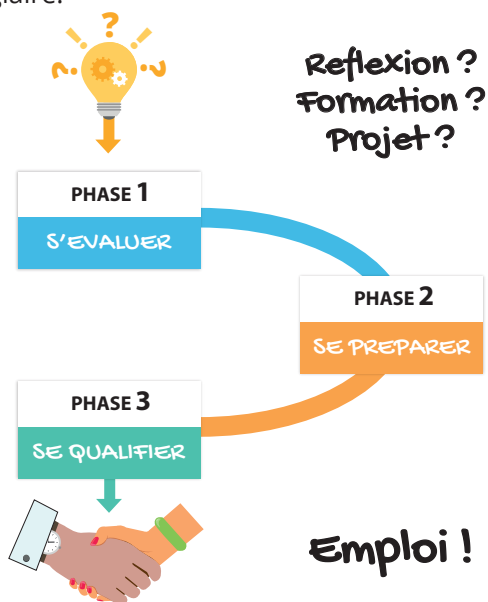 Reflexion ?
Formation ?
Projet ?
PHASE 1
S'EVALUER
PHASE 2
SE PREPARER
PHASE 3
SE QUALIFIER
Emploi !